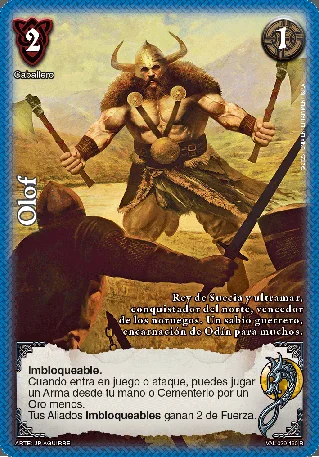 2
1
Caballero
Olof
Rey de Suecia y ultramar,
conquistador del norte, vencedor
de los noruegos. Un sabio guerrero,
encarnación de Odín para muchos.
Imbloqueable.
Cuando entra en juego o ataque, puedes jugar
un Arma desde tu mano o Cementerio por un
Oro menos.
Tus Aliados Imbloqueables ganan 2 de Fuerza.